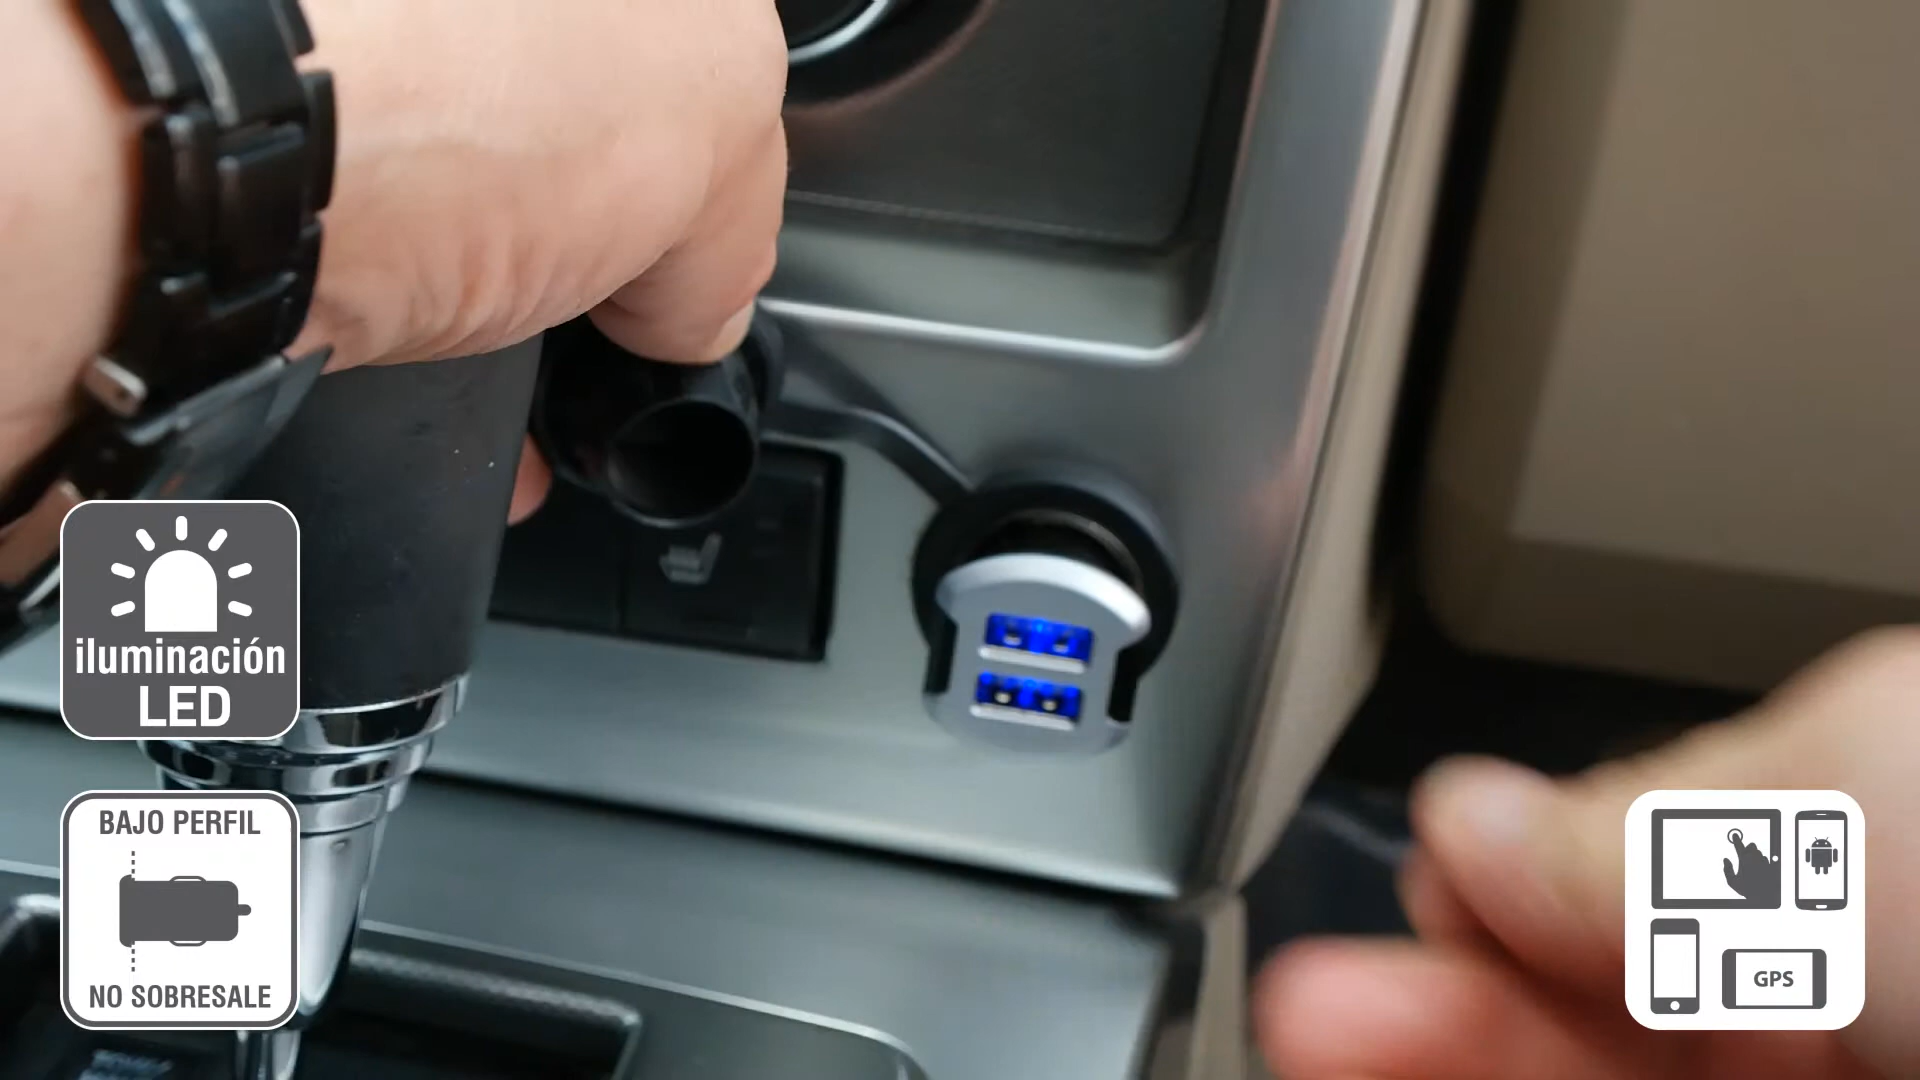 iluminación
LED
BAJO PERFIL
NO SOBRESALE
GPS